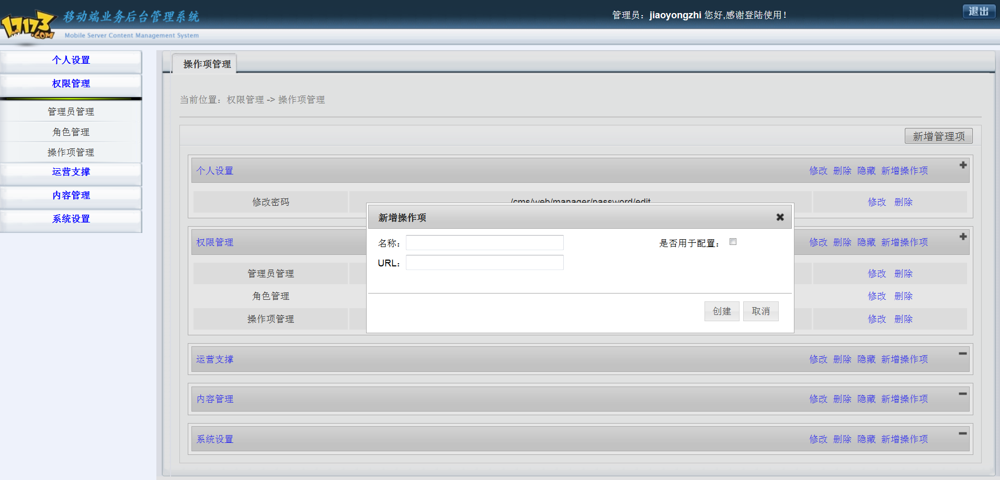 17173.COM
移动端业务后台管理系统
Mobile Server Content Management System
管理员：jiaoyongzhi 您好,感谢登陆使用！
退出
个人设置
权限管理
管理员管理
角色管理
操作项管理
运营支撑
内容管理
系统设置
操作项管理
当前位置：权限管理 -> 操作项管理
新增管理项
个人设置 修改 删除 隐藏 新增操作项
修改密码 /cms/web/manager/password/edit 修改 删除
权限管理 修改 删除 隐藏 新增操作项
管理员管理 修改 删除
角色管理 修改 删除
操作项管理 修改 删除
新增操作项
名称： 是否用于配置：
URL：
创建 取消
运营支撑 修改 删除 隐藏 新增操作项
内容管理 修改 删除 隐藏 新增操作项
系统设置 修改 删除 隐藏 新增操作项